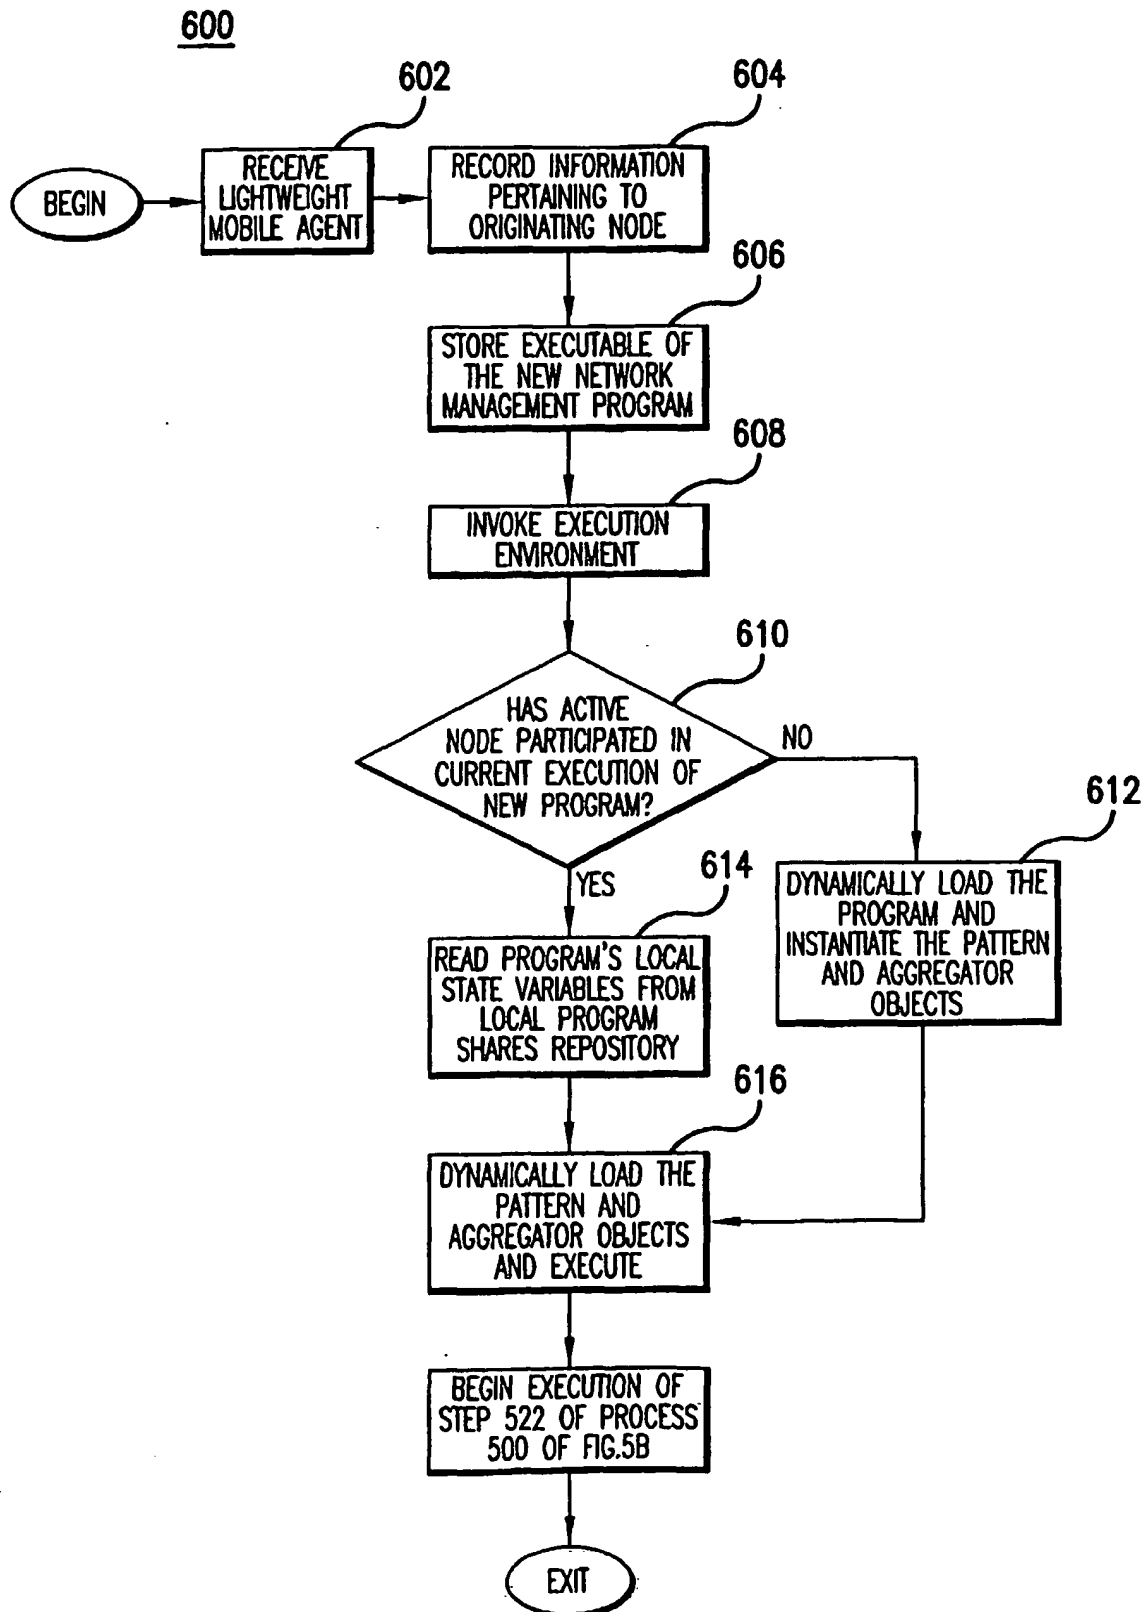 600
602
604
BEGIN
RECEIVE
LIGHTWEIGHT
MOBILE AGENT
RECORD INFORMATION
PERTAINING TO
ORIGINATING NODE
606
STORE EXECUTABLE OF
THE NEW NETWORK
MANAGEMENT PROGRAM
608
INVOKE EXECUTION
ENVIRONMENT
610
HAS ACTIVE
NODE PARTICIPATED IN
CURRENT EXECUTION OF
NEW PROGRAM?
NO
YES
612
DYNAMICALLY LOAD THE
PROGRAM AND
INSTANTIATE THE PATTERN
AND AGGREGATOR
OBJECTS
614
READ PROGRAM'S LOCAL
STATE VARIABLES FROM
LOCAL PROGRAM
SHARES REPOSITORY
616
DYNAMICALLY LOAD THE
PATTERN AND
AGGREGATOR OBJECTS
AND EXECUTE
BEGIN EXECUTION OF
STEP 522 OF PROCESS
500 OF FIG.5B
EXIT